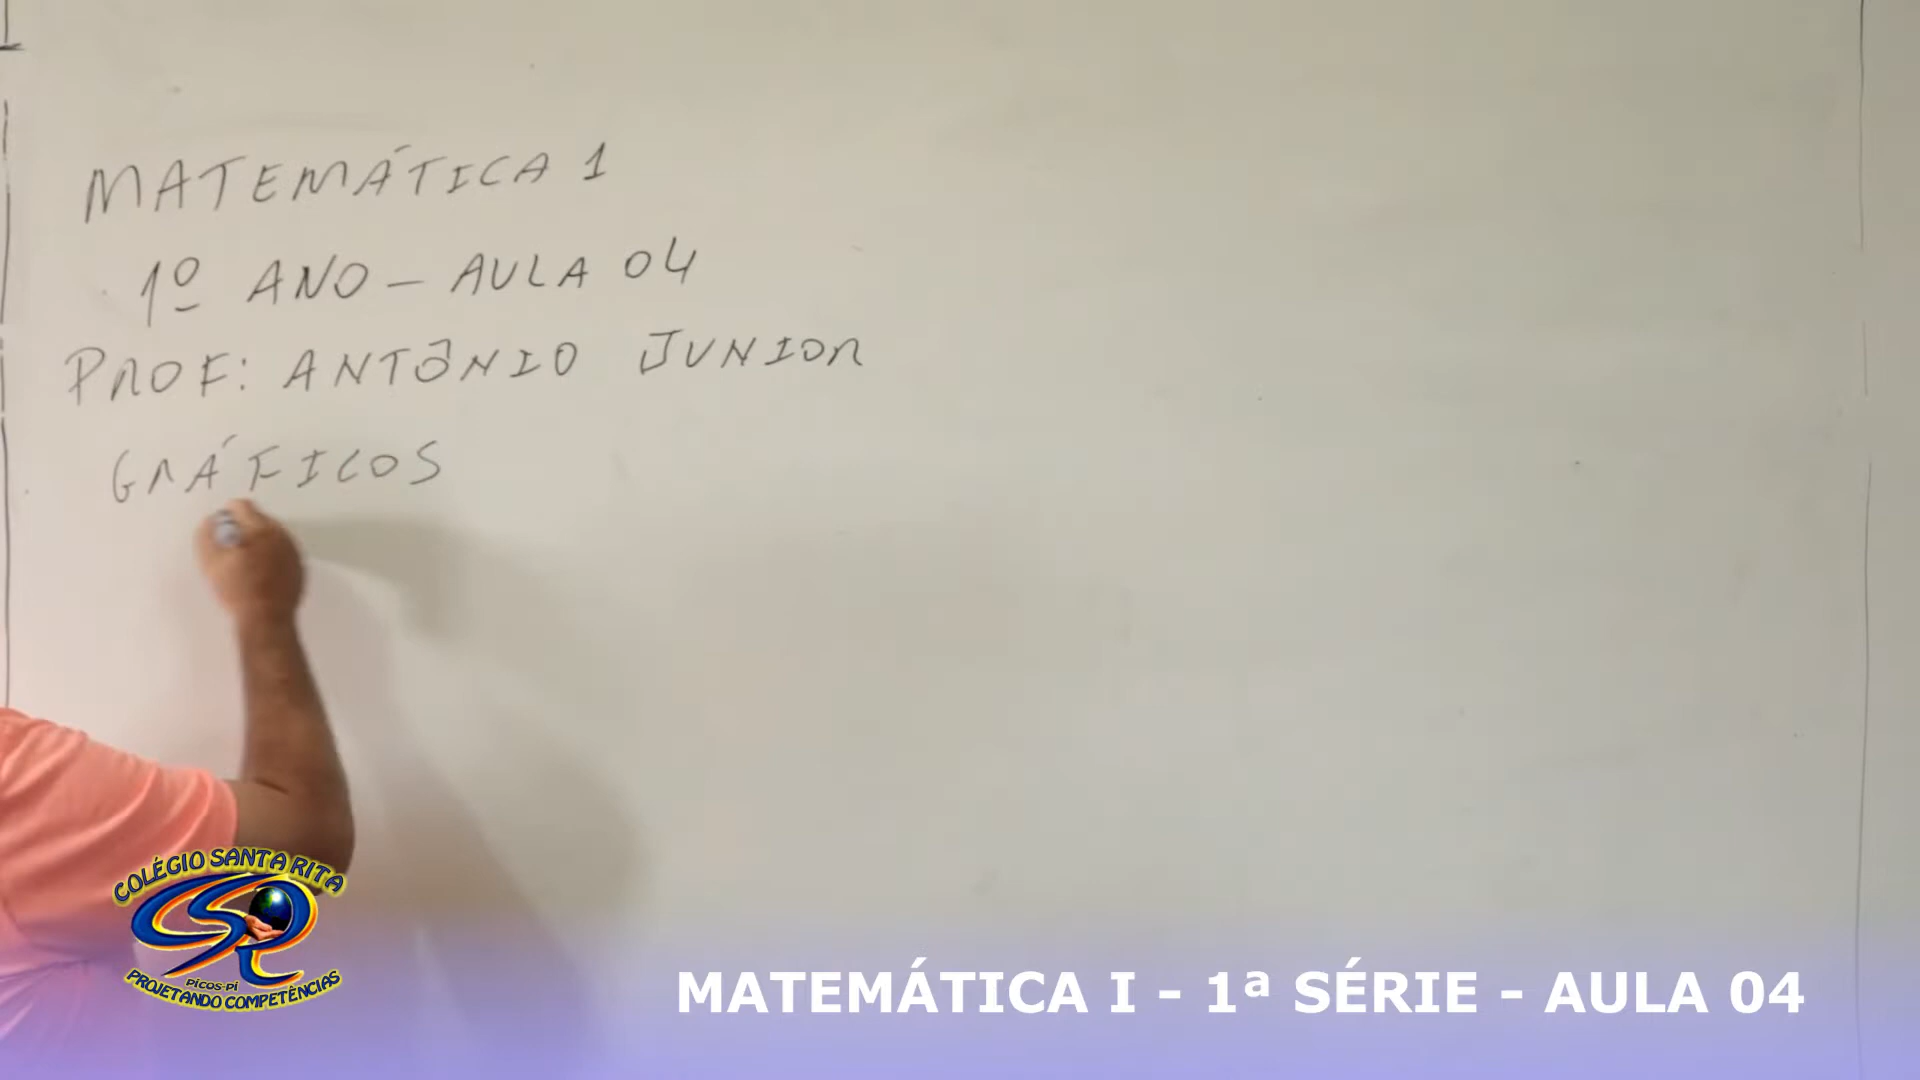 MATEMÁTICA 1
1º ANO - AULA 04
PROF: ANTÔNIO JUNIOR
GRÁFICOS
COLÉGIO SANTA RITA
CSR
PICOS-PI
PROJETANDO COMPETÊNCIAS
MATEMÁTICA I - 1ª SÉRIE - AULA 04